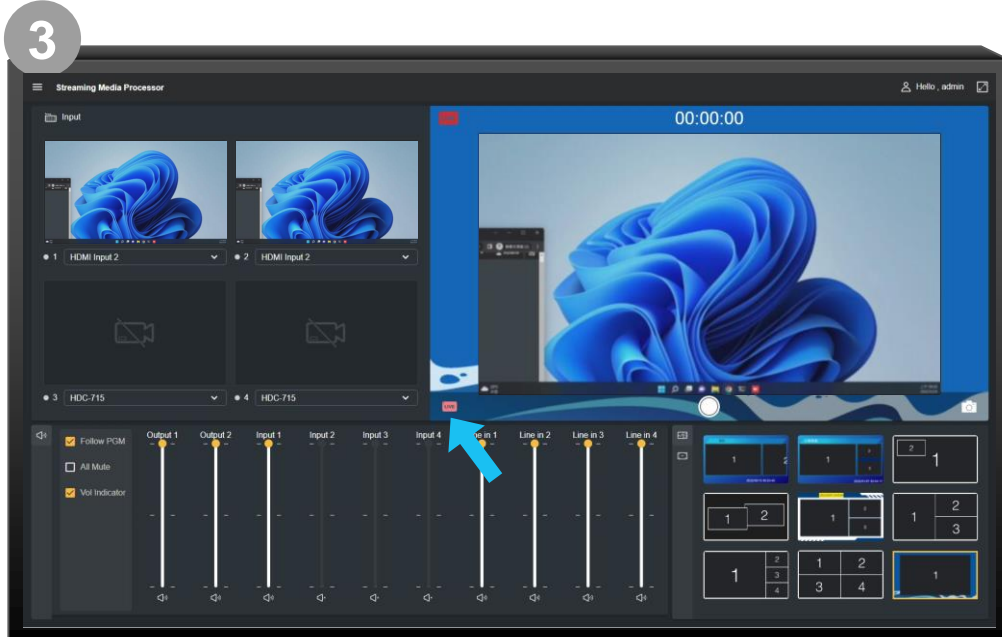 3
Streaming Media Processor
Hello , admin
Input
00:00:00
1 HDMI Input 2
2 HDMI Input 2
3 HDC-715
4 HDC-715
LIVE
Follow PGM
All Mute
Vol Indicator
Output 1 Output 2 Input 1 Input 2 Input 3 Input 4 ne in 1 Line in 2 Line in 3 Line in 4
1 2
1
2 1
1 2
1
1 2 3
1 2 3 4
1 2 3 4
1